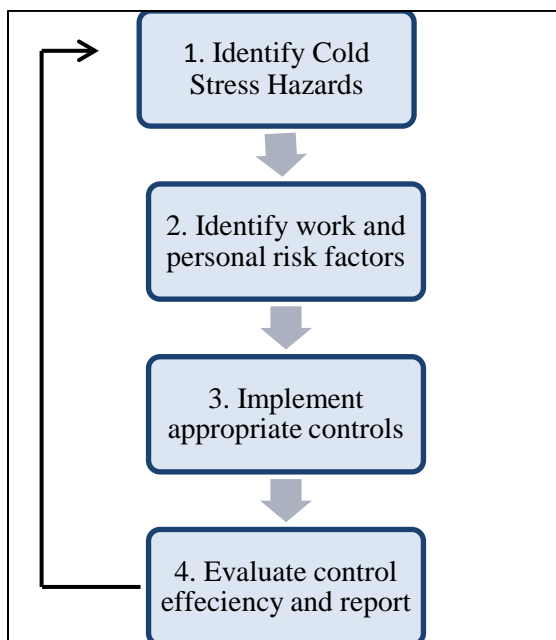 1. Identify Cold
Stress Hazards
2. Identify work and
personal risk factors
3. Implement
appropriate controls
4. Evaluate control
effeciency and report